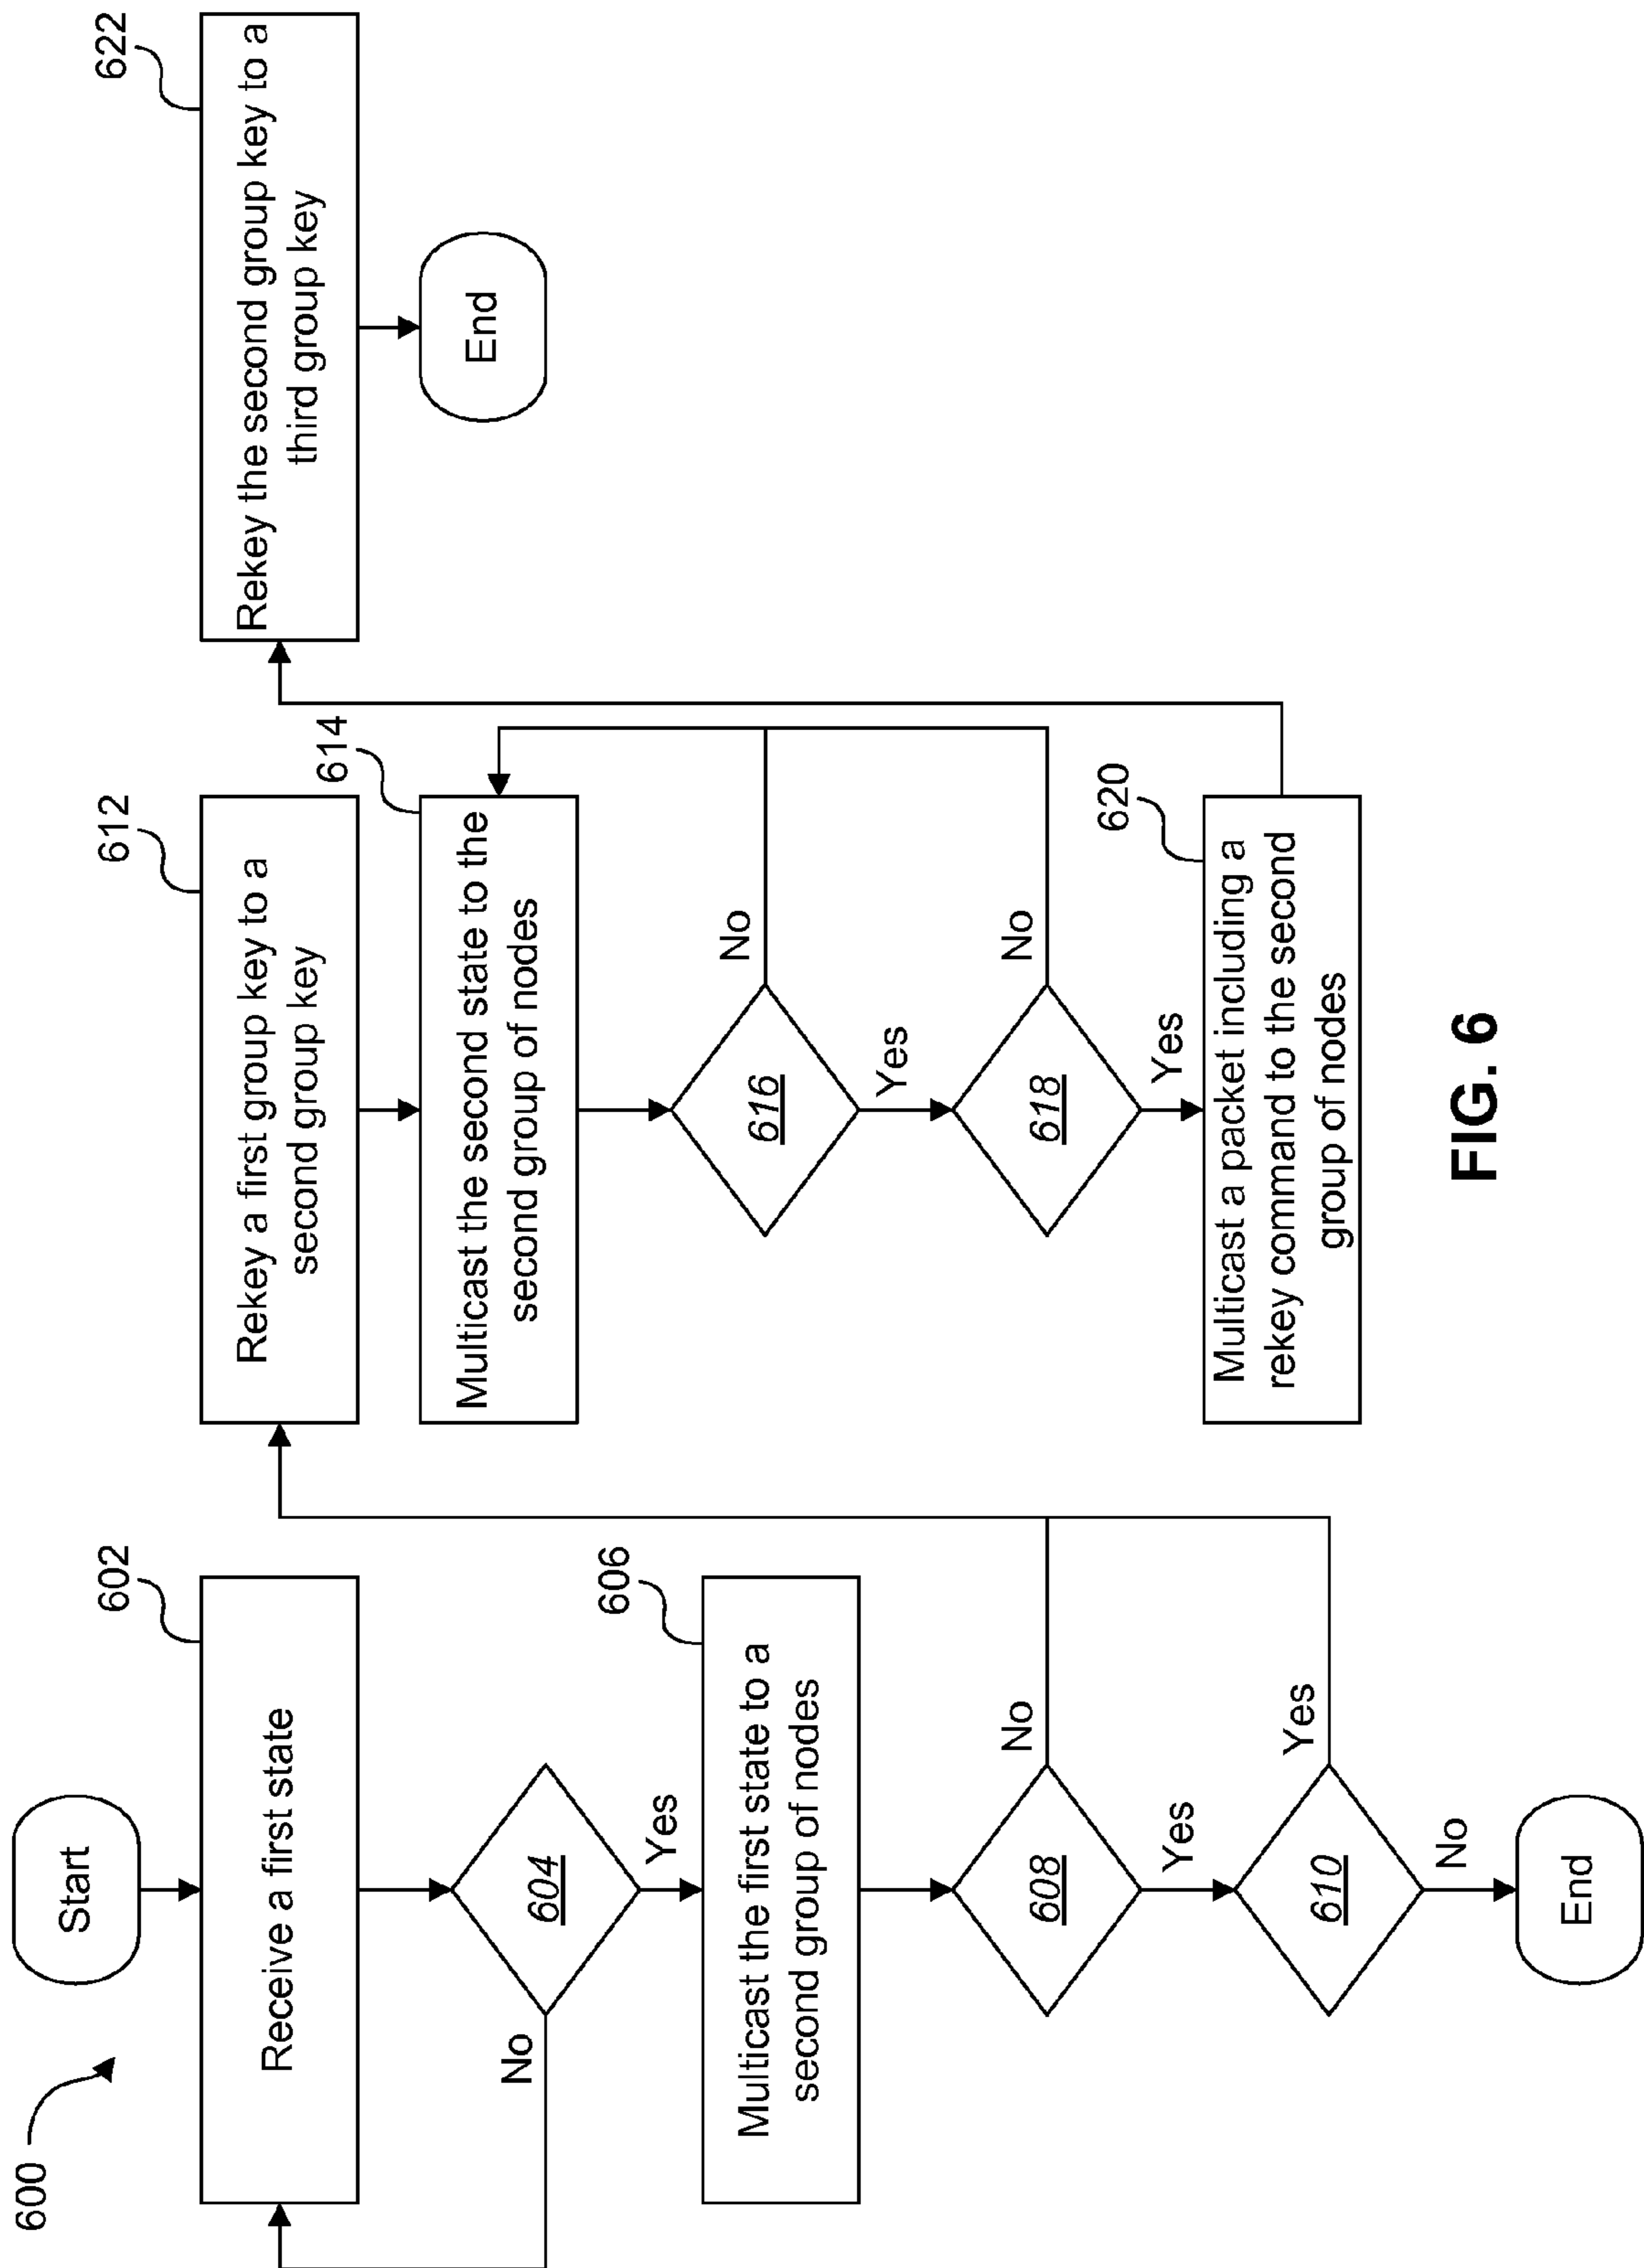 600
Start
602
Receive a first state
604
No
Yes
606
Multicast the first state to a
second group of nodes
608
No
Yes
610
Yes
No
End
612
Rekey a first group key to a
second group key
614
Multicast the second state to the
second group of nodes
616
No
Yes
618
No
Yes
620
Multicast a packet including a
rekey command to the second
group of nodes
622
Rekey the second group key to a
third group key
End
FIG. 6